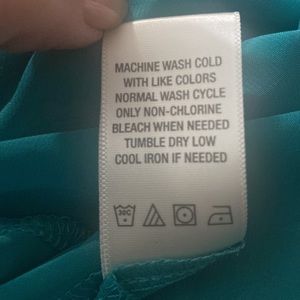 MACHINE WASH COLD
WITH LIKE COLORS
NORMAL WASH CYCLE
ONLY NON-CHLORINE
BLEACH WHEN NEEDED
TUMBLE DRY LOW
COOL IRON IF NEEDED
30C